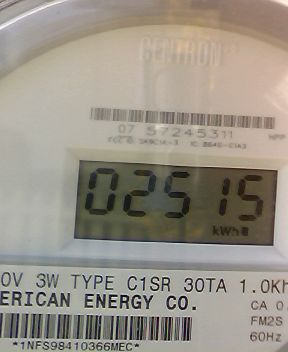 CENTRON
07 57245311
02515
kWh
0V 3W TYPE C1SR 30TA 1.0Kh
ERICAN ENERGY CO.
CA 0.
FM2S
60Hz
*1NFS98410366MEC*